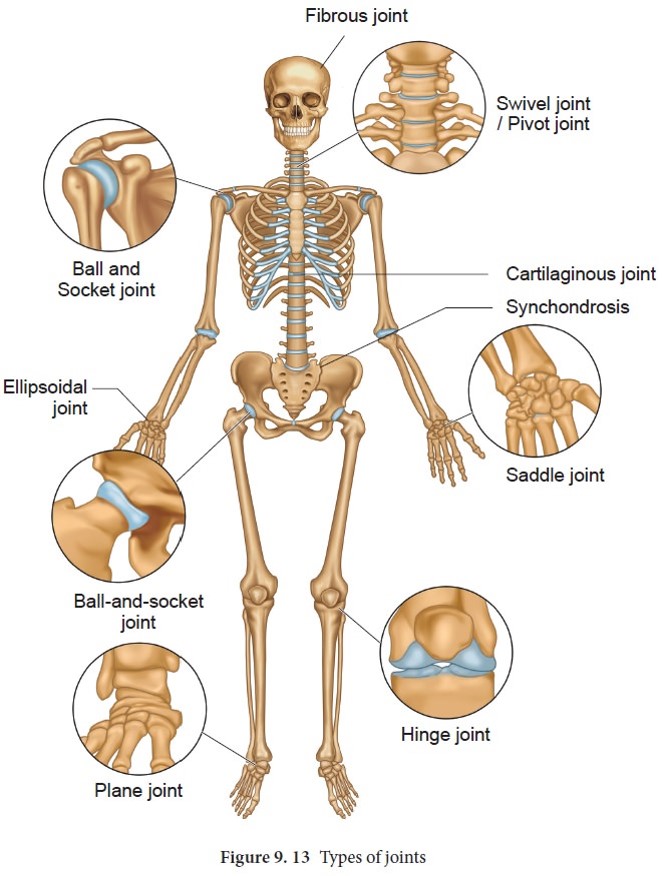 Fibrous joint
Swivel joint
/ Pivot joint
Ball and
Socket joint
Cartilaginous joint
Synchondrosis
Ellipsoidal
joint
Saddle joint
Ball-and-socket
joint
Hinge joint
Plane joint
Figure 9. 13 Types of joints